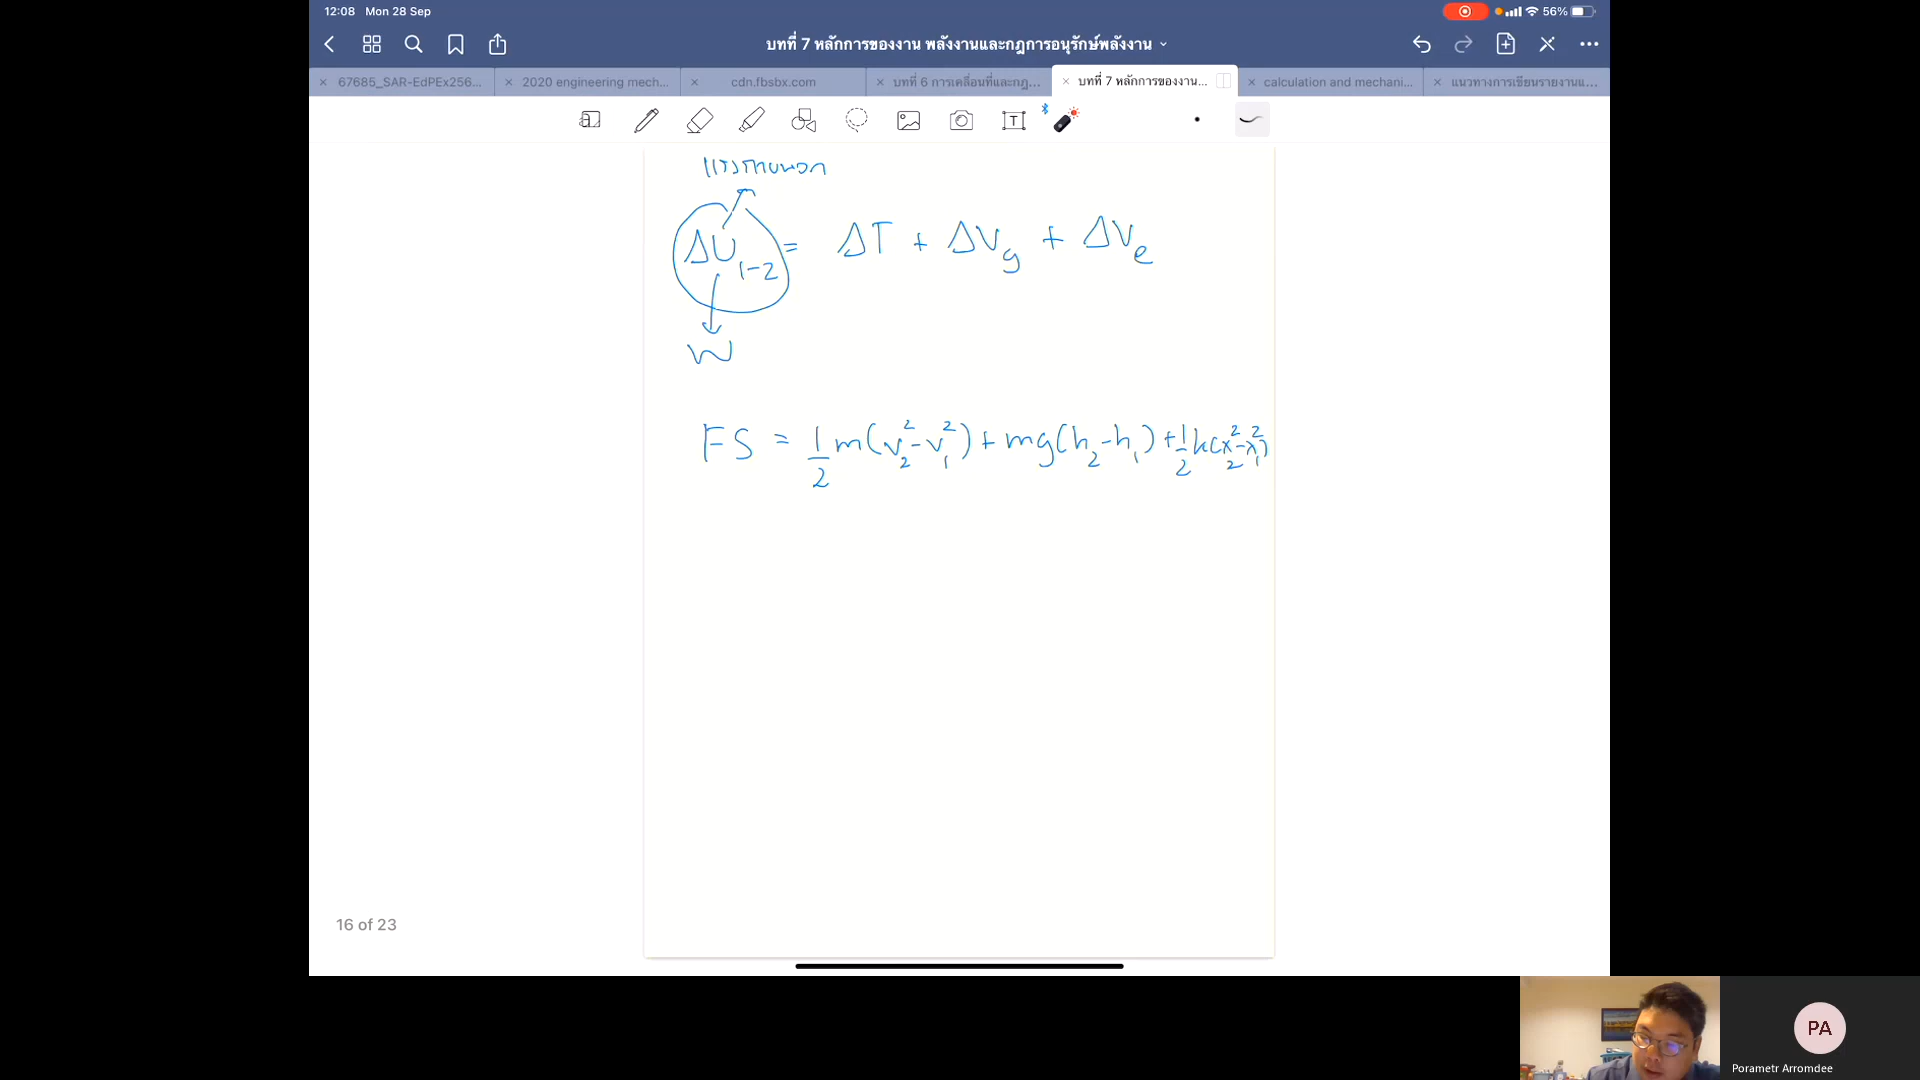 12:08 Mon 28 Sep 56%
บทที่ 7 หลักการของงาน พลังงานและกฎการอนุรักษ์พลังงาน
67685_SAR-EdPEx256... 2020 engineering mech... cdn.fbsbx.com บทที่ 6 การเคลื่อนที่และกฎ... บทที่ 7 หลักการของงาน... calculation and mechani... แนวทางการเขียนรายงานแ...
T
แรงภายนอก
ΔU₁₋₂ = ΔT + ΔV_g + ΔV_e
W
FS = 1/2 m(v₂² - v₁²) + mg(h₂ - h₁) + 1/2 k(x₂² - x₁²)
16 of 23
PA
Porametr Arromdee